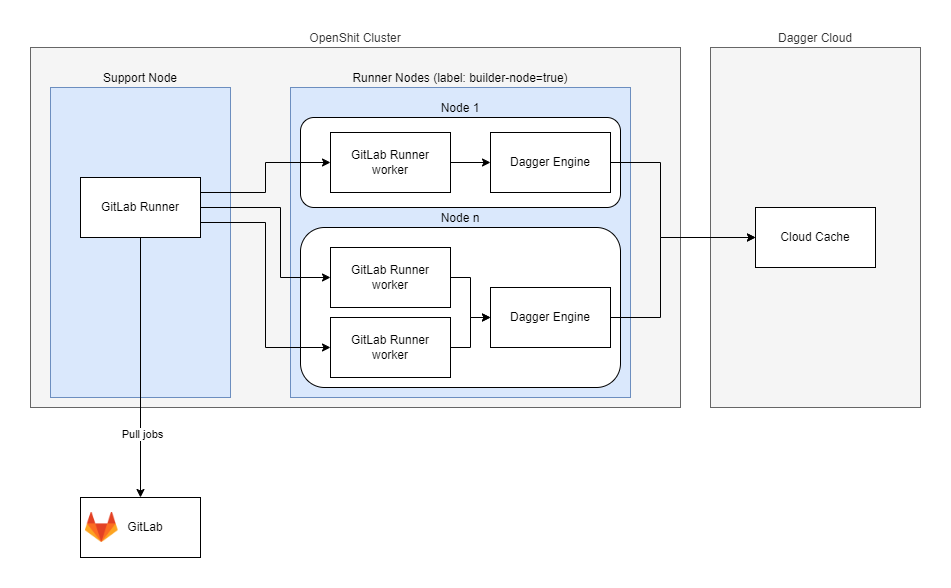 OpenShit Cluster
Dagger Cloud
Support Node
Runner Nodes (label: builder-node=true)
Node 1
GitLab Runner
worker
Dagger Engine
GitLab Runner
Node n
Cloud Cache
GitLab Runner
worker
Dagger Engine
GitLab Runner
worker
Pull jobs
GitLab